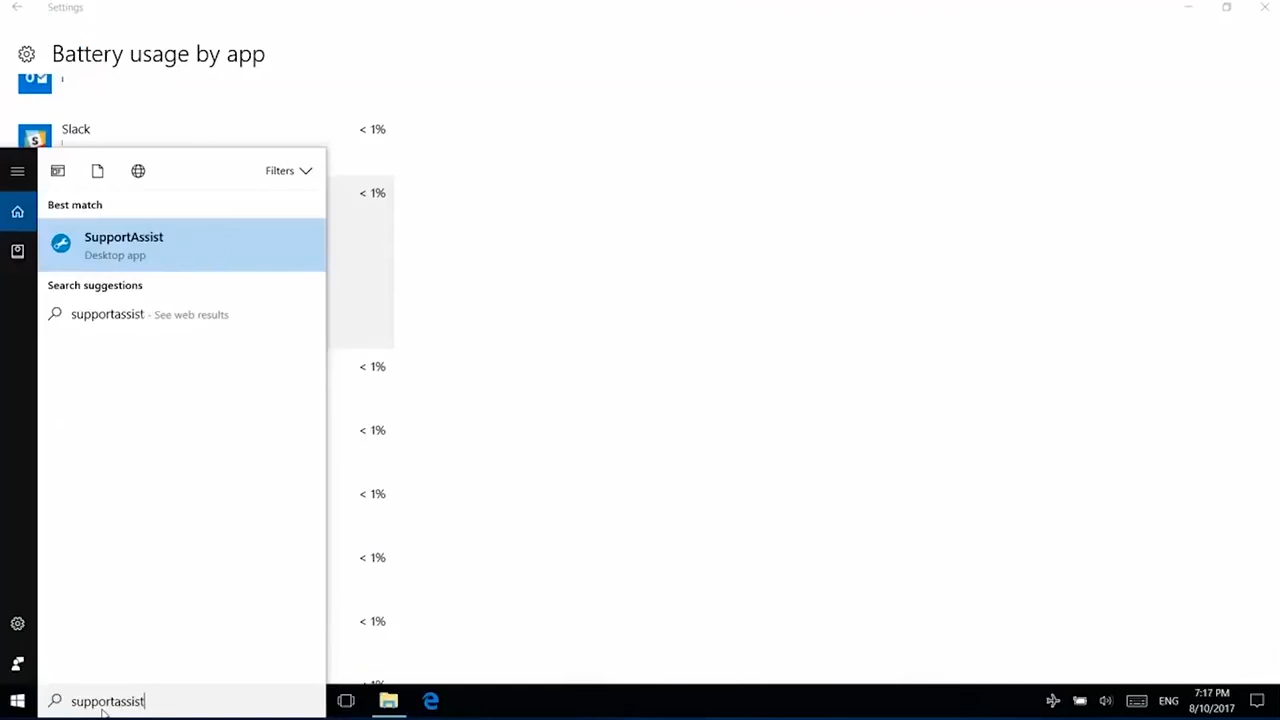 Settings
Battery usage by app
Slack
< 1%
Filters
Best match
< 1%
SupportAssist
Desktop app
Search suggestions
supportassist - See web results
< 1%
< 1%
< 1%
< 1%
< 1%
supportassist
ENG
7:17 PM
8/10/2017